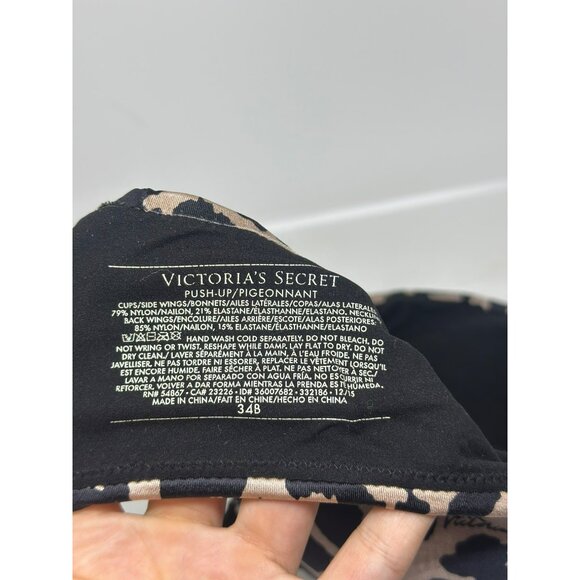 VICTORIA'S SECRET
PUSH-UP/PIGEONNANT
CUPS/SIDE WINGS/BONNETS/AILES LATÉRALES/COPAS/ALAS LATERALE
79% NYLON/NAILON, 21% ELASTANE/ÉLASTHANNE/ELASTANO. NECKLIN
BACK WINGS/ENCOLURE/AILES ARRIÈRE/ESCOTE/ALAS POSTERIORES:
85% NYLON/NAILON, 15% ELASTANE/ÉLASTHANNE/ELASTANO
HAND WASH COLD SEPARATELY. DO NOT BLEACH. DO
NOT WRING OR TWIST. RESHAPE WHILE DAMP. LAY FLAT TO DRY. DO NOT
DRY CLEAN./ LAVER SÉPARÉMENT À LA MAIN, À L'EAU FROIDE. NE PAS
JAVELLISER. NE PAS TORDRE NI ESSORER. REPLACER LE VÊTEMENT LORSQU'IL
EST ENCORE HUMIDE. FAIRE SÉCHER À PLAT. NE PAS NETTOYER À SEC./
LAVAR A MANO POR SEPARADO CON AGUA FRÍA. NO ESCURRIR NI
RETORCER. VOLVER A DAR FORMA MIENTRAS LA PRENDA ESTÉ HÚMEDA.
RN# 54867 • CA# 23226 • ID# 36007682 • 332186 • 12/15
MADE IN CHINA/FAIT EN CHINE/HECHO EN CHINA
34B
Victoria